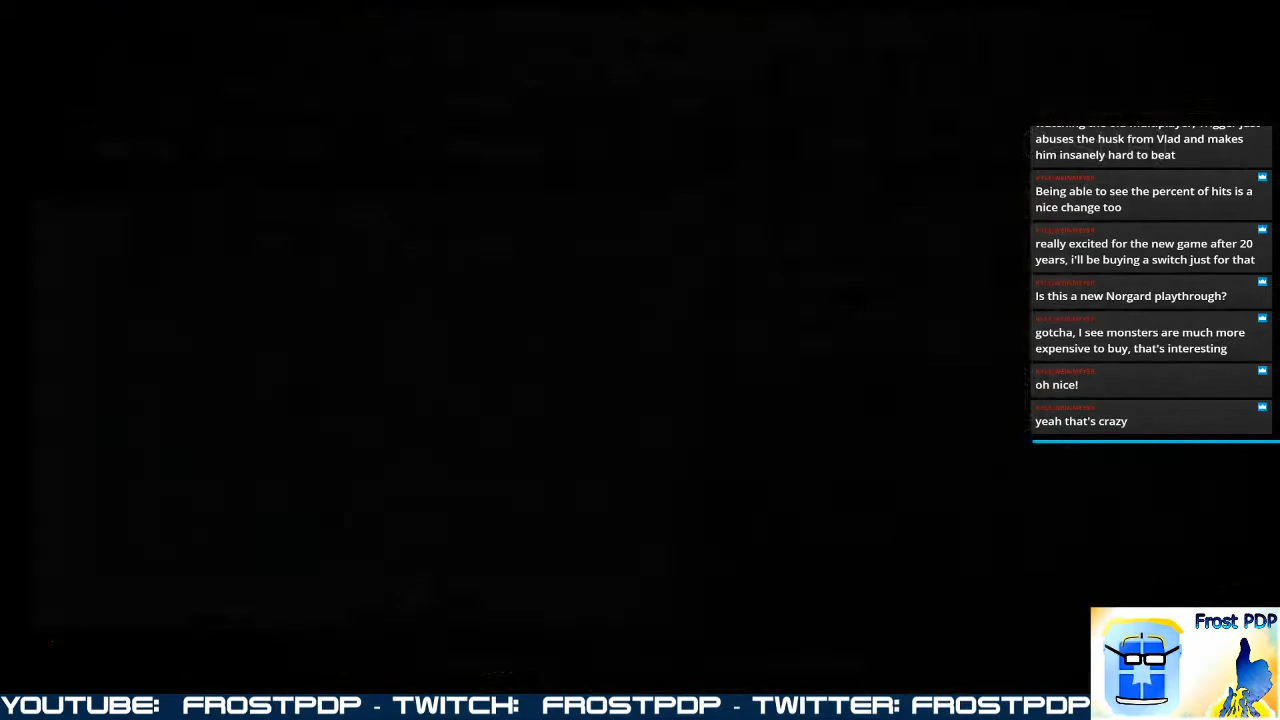 abuses the husk from Vlad and makes
him insanely hard to beat
Being able to see the percent of hits is a
nice change too
really excited for the new game after 20
years, i'll be buying a switch just for that
Is this a new Norgard playthrough?
gotcha, I see monsters are much more
expensive to buy, that's interesting
oh nice!
yeah that's crazy
Frost PDP
YOUTUBE: FROSTPDP - TWITCH: FROSTPDP - TWITTER: FROSTPDP